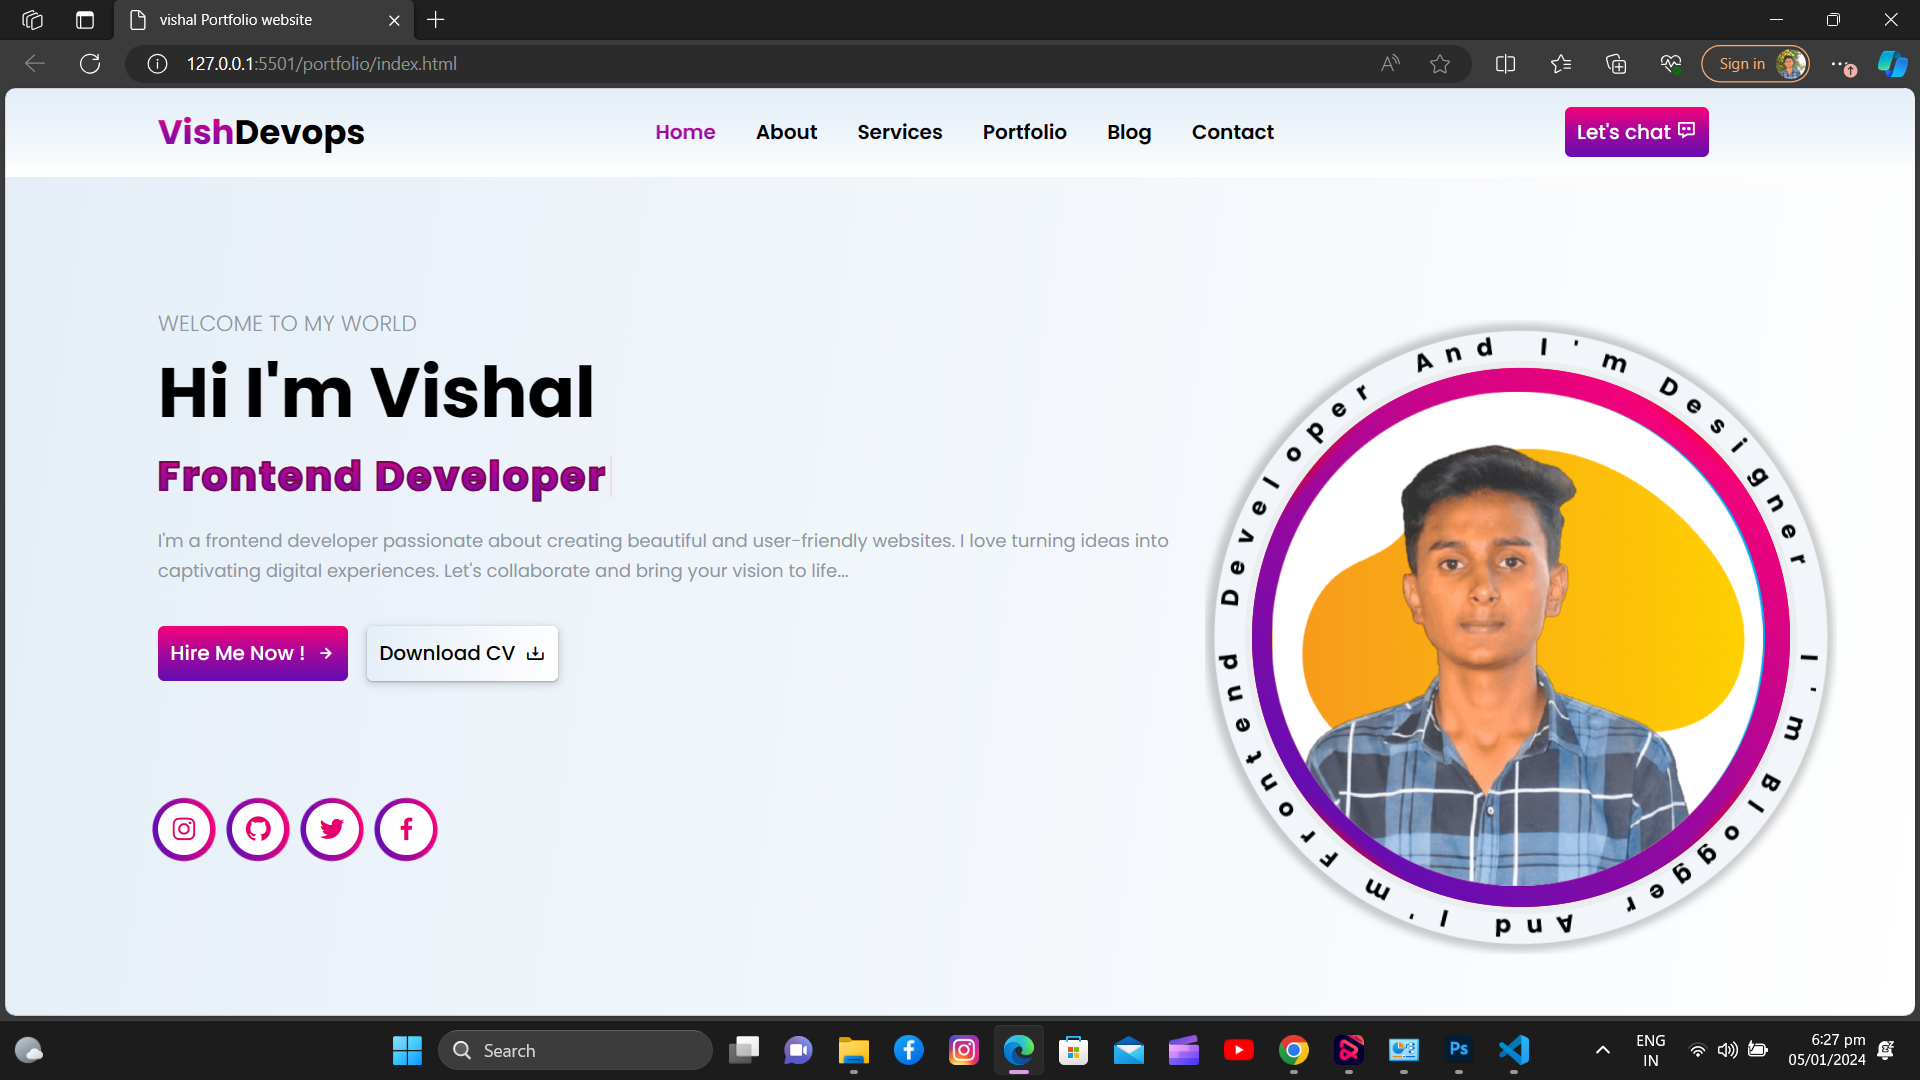 vishal Portfolio website
127.0.0.1:5501/portfolio/index.html
Sign in
VishDevops
Home
About
Services
Portfolio
Blog
Contact
Let's chat
WELCOME TO MY WORLD
Hi I'm Vishal
Frontend Developer
I'm a frontend developer passionate about creating beautiful and user-friendly websites. I love turning ideas into
captivating digital experiences. Let's collaborate and bring your vision to life...
Hire Me Now !
Download CV
I'm Frontend Developer And I'm Designer I'm Blogger And
Search
Ps
ENG
IN
6:27 pm
05/01/2024